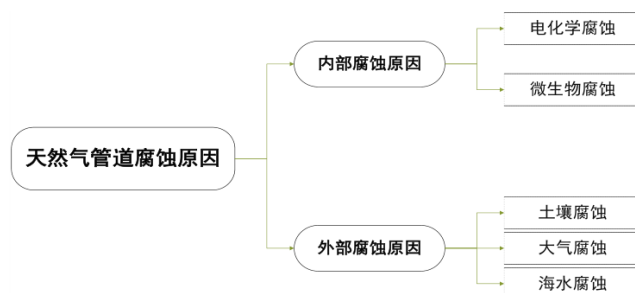 天然气管道腐蚀原因
内部腐蚀原因
电化学腐蚀
微生物腐蚀
外部腐蚀原因
土壤腐蚀
大气腐蚀
海水腐蚀